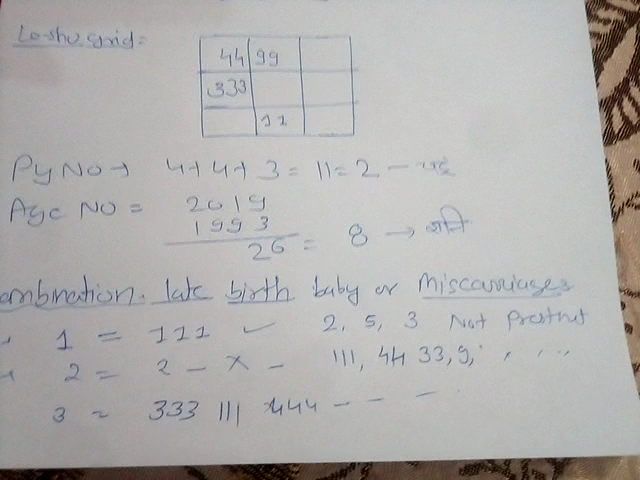 Lo-shu grid =
44 99
333
11
Py No → 4+4+3 = 11 = 2 -
Age No = 2019
1993
26 = 8 → शनि
ombination. late birth baby or miscarriages
1 = 111 ✓ 2, 5, 3 Not Present
2 = 2 - x - 111, 44 33, 9,
3 = 333 111 444 - - -